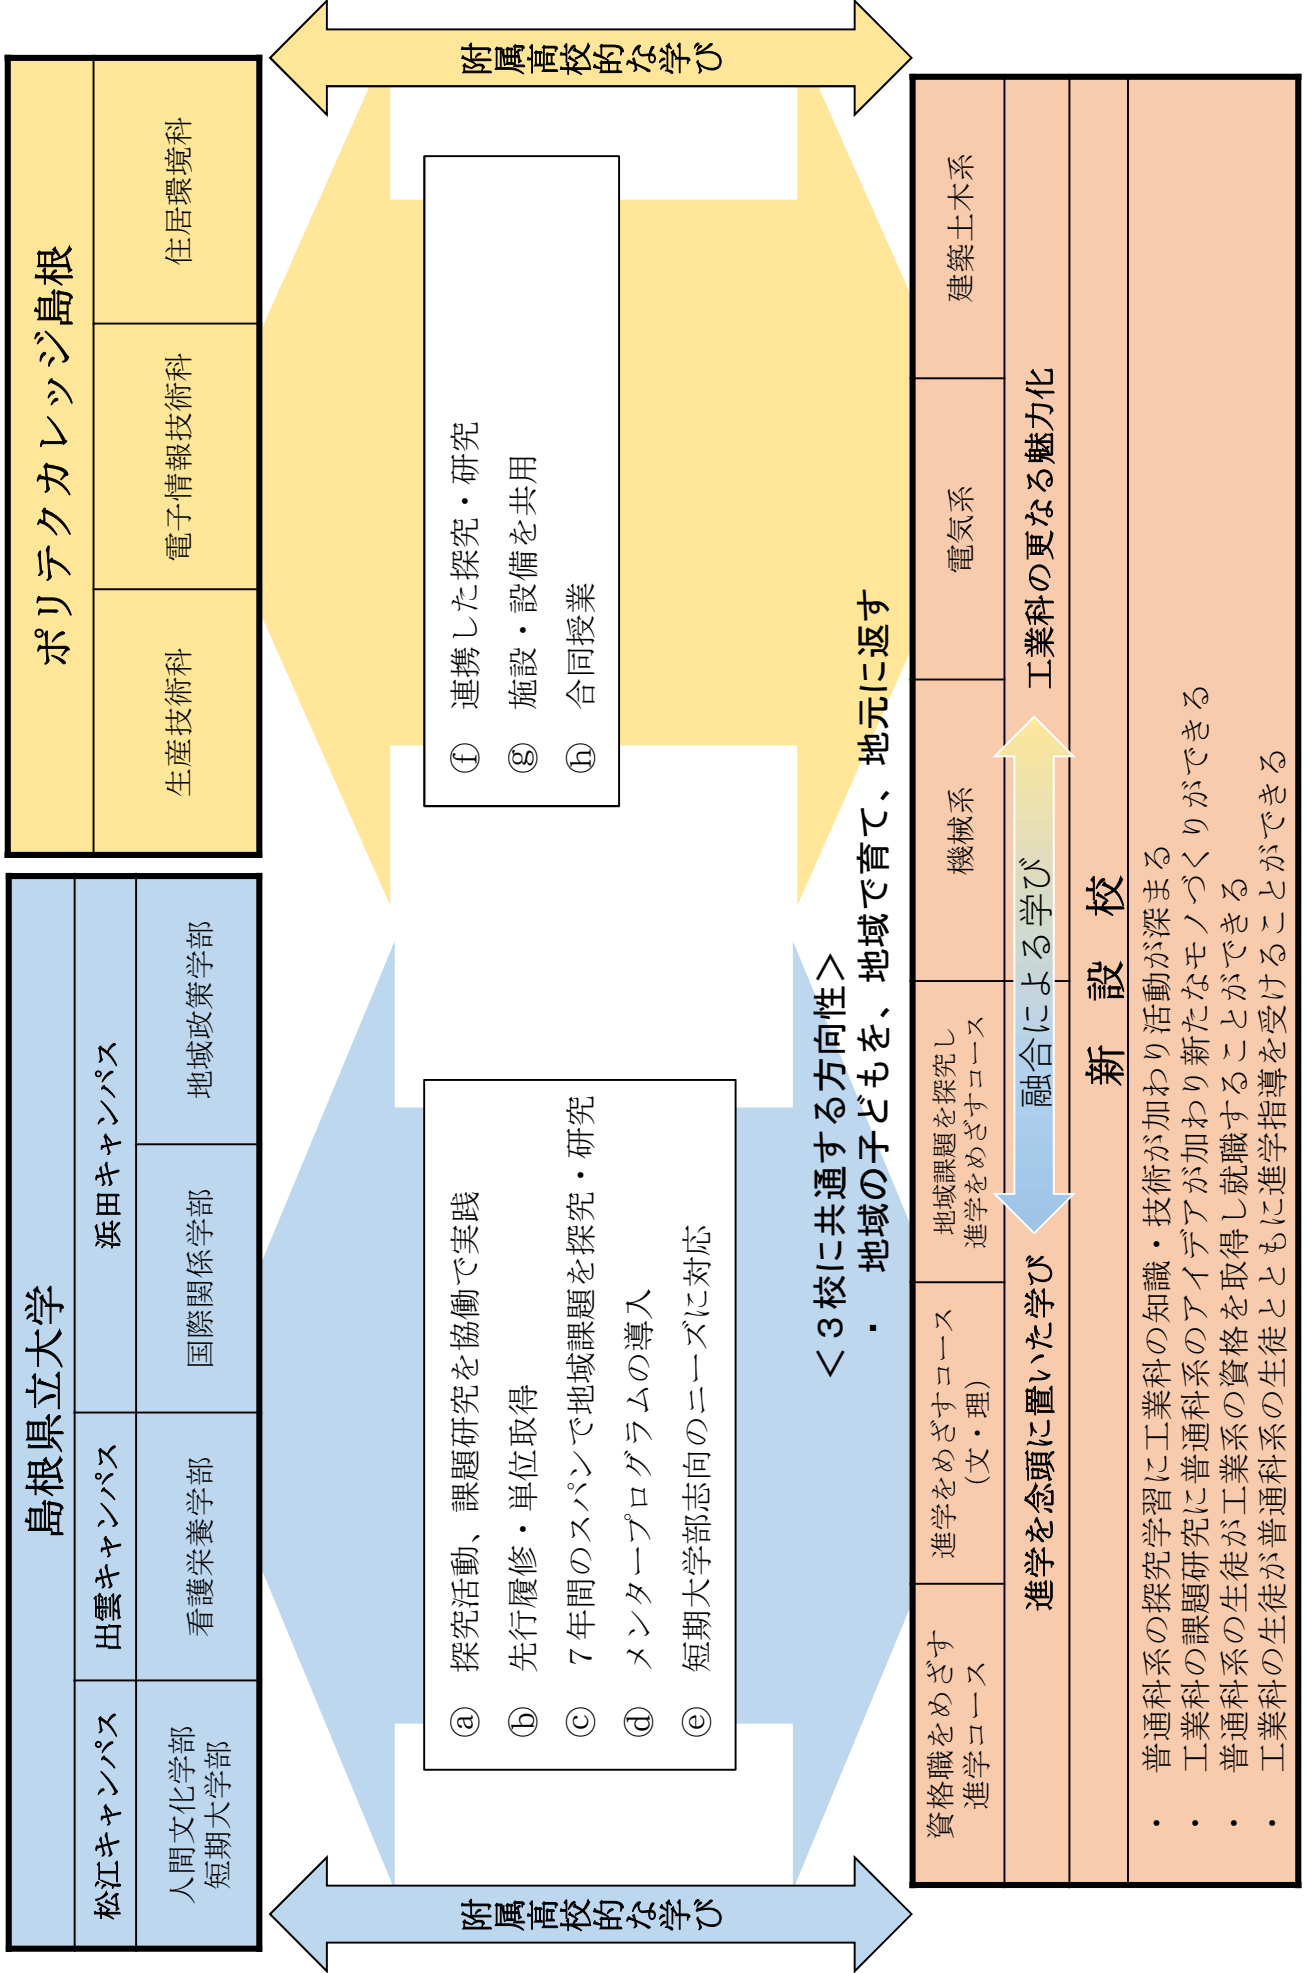 島根県立大学
松江キャンパス
出雲キャンパス
浜田キャンパス
人間文化学部
短期大学部
看護栄養学部
国際関係学部
地域政策学部
ポリテクカレッジ島根
生産技術科
電子情報技術科
住居環境科
附属高校的な学び
ⓐ 探究活動、課題研究を協働で実践
ⓑ 先行履修・単位取得
ⓒ ７年間のスパンで地域課題を探究・研究
ⓓ メンタープログラムの導入
ⓔ 短期大学部志向のニーズに対応
ⓕ 連携した探究・研究
ⓖ 施設・設備を共用
ⓗ 合同授業
附属高校的な学び
＜３校に共通する方向性＞
・ 地域の子どもを、地域で育て、地元に返す
資格職をめざす
進学コース
進学をめざすコース
（文・理）
地域課題を探究し
進学をめざすコース
機械系
電気系
建築土木系
進学を念頭に置いた学び
融合による学び
工業科の更なる魅力化
新 設 校
・ 普通科系の探究学習に工業科の知識・技術が加わり活動が深まる
・ 工業科の課題研究に普通科系のアイデアが加わり新たなモノづくりができる
・ 普通科系の生徒が工業系の資格を取得し就職することができる
・ 工業科の生徒が普通科系の生徒とともに進学指導を受けることができる